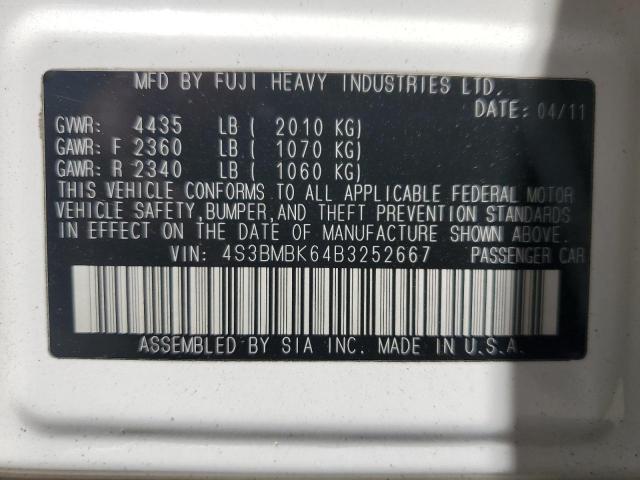 MFD BY FUJI HEAVY INDUSTRIES LTD.
DATE: 04/11
GVWR: 4435 LB ( 2010 KG)
GAWR: F 2360 LB ( 1070 KG)
GAWR: R 2340 LB ( 1060 KG)
THIS VEHICLE CONFORMS TO ALL APPLICABLE FEDERAL MOTOR
VEHICLE SAFETY, BUMPER, AND THEFT PREVENTION STANDARDS
IN EFFECT ON THE DATE OF MANUFACTURE SHOWN ABOVE.
VIN: 4S3BMBK64B3252667 PASSENGER CAR
ASSEMBLED BY SIA INC. MADE IN U.S.A.